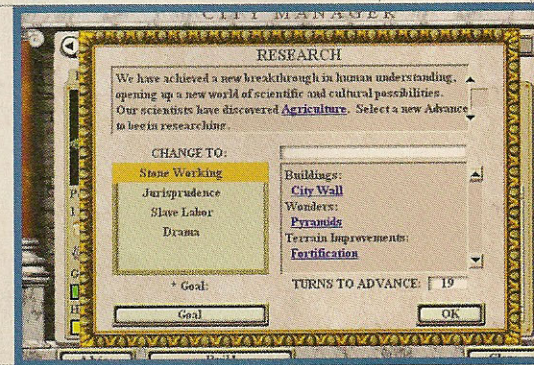 CITY MANAGER
RESEARCH
We have achieved a new breakthrough in human understanding,
opening up a new world of scientific and cultural possibilities.
Our scientists have discovered Agriculture. Select a new Advance
to begin researching.
CHANGE TO:
Stone Working
Jurisprudence
Slave Labor
Drama
* Goal:
Goal
Buildings:
City Wall
Wonders:
Pyramids
Terrain Improvements:
Fortification
TURNS TO ADVANCE: 19
OK